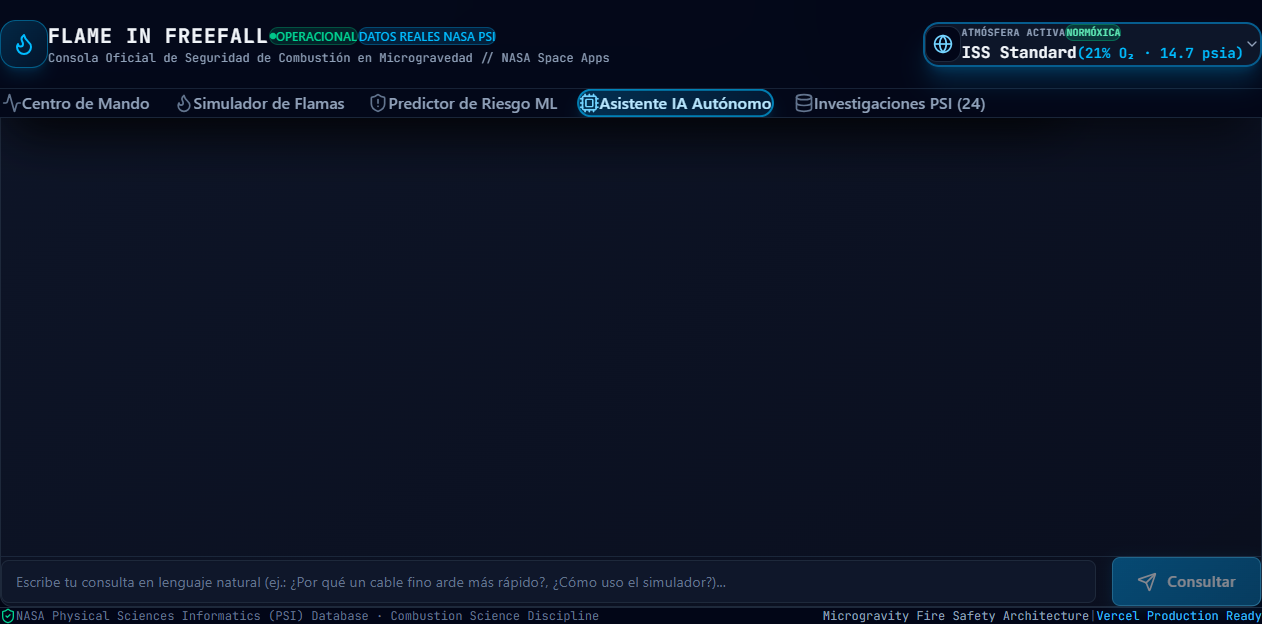 FLAME IN FREEFALL OPERACIONAL DATOS REALES NASA PSI
Consola Oficial de Seguridad de Combustión en Microgravedad // NASA Space Apps
ATMÓSFERA ACTIVA NORMÓXICA
ISS Standard (21% O₂ · 14.7 psia)
Centro de Mando Simulador de Flamas Predictor de Riesgo ML Asistente IA Autónomo Investigaciones PSI (24)
Escribe tu consulta en lenguaje natural (ej.: ¿Por qué un cable fino arde más rápido?, ¿Cómo uso el simulador?)...
Consultar
NASA Physical Sciences Informatics (PSI) Database · Combustion Science Discipline
Microgravity Fire Safety Architecture | Vercel Production Ready